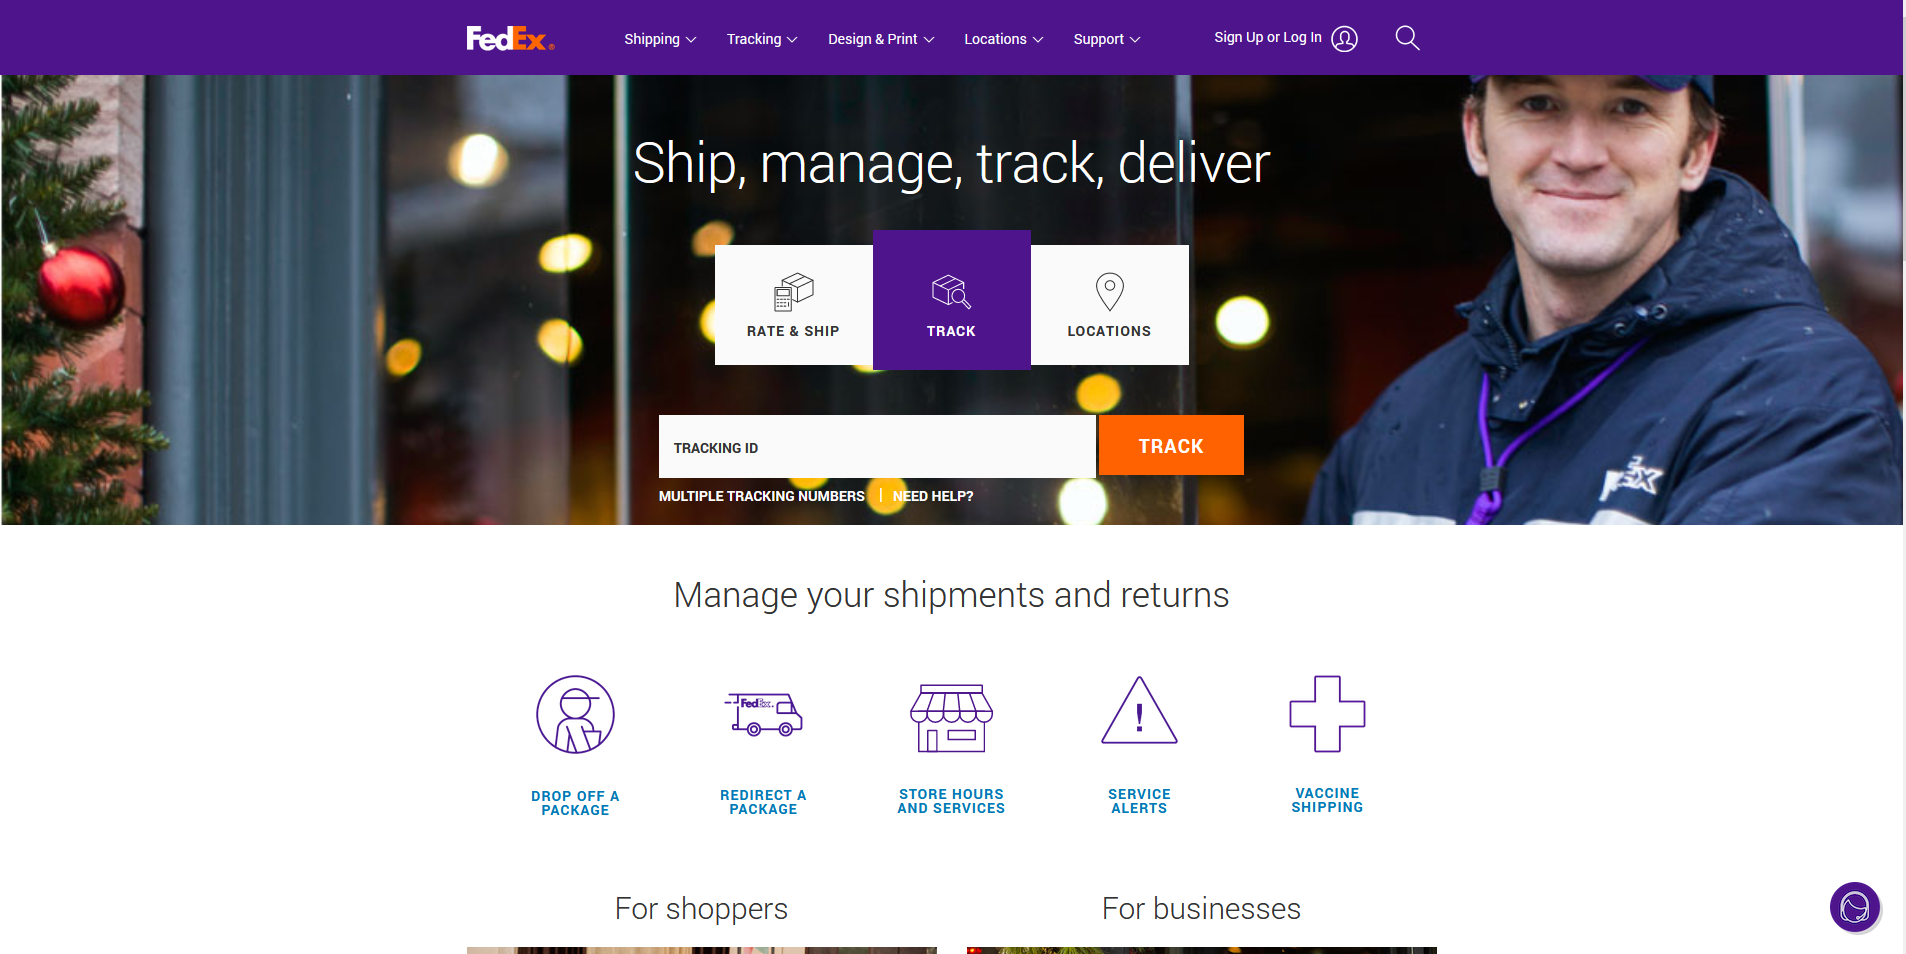 FedEx®
Shipping
Tracking
Design & Print
Locations
Support
Sign Up or Log In
Ship, manage, track, deliver
RATE & SHIP
TRACK
LOCATIONS
TRACKING ID
TRACK
MULTIPLE TRACKING NUMBERS | NEED HELP?
Ex
Manage your shipments and returns
FedEx.
DROP OFF A
PACKAGE
REDIRECT A
PACKAGE
STORE HOURS
AND SERVICES
SERVICE
ALERTS
VACCINE
SHIPPING
For shoppers
For businesses